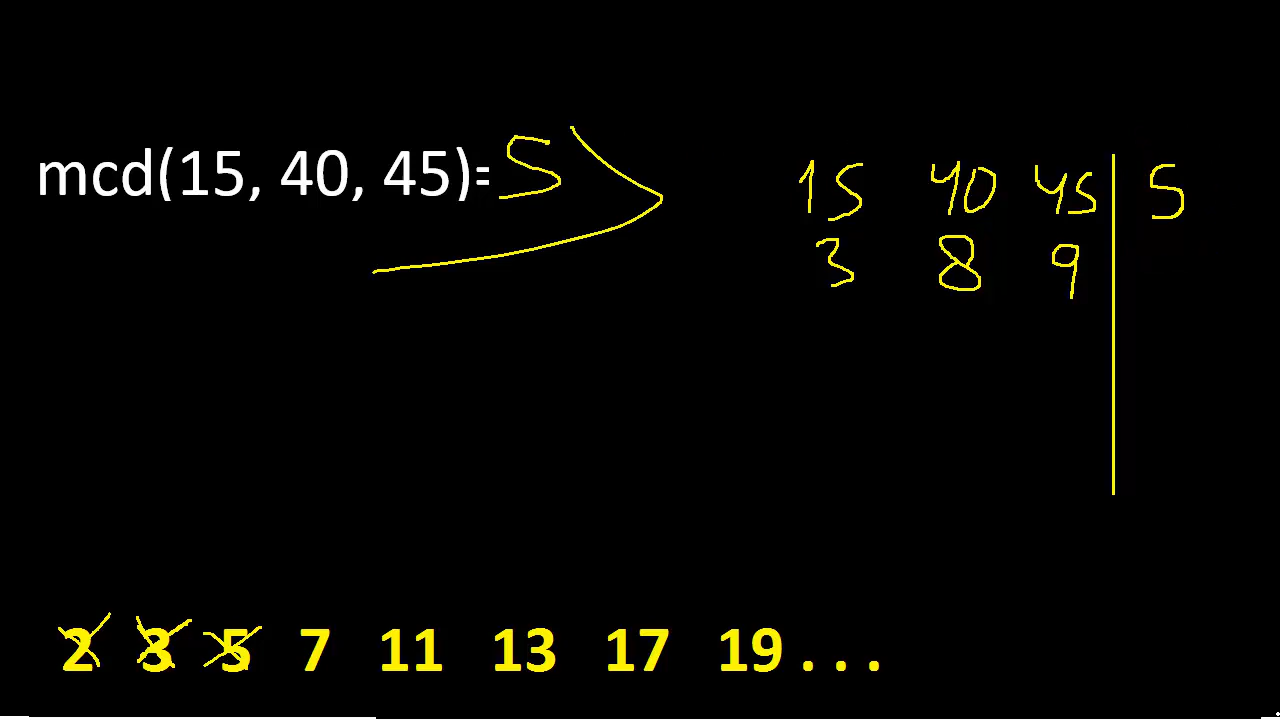 mcd(15, 40, 45)= 5
15 40 45 5
3 8 9
2 3 5 7 11 13 17 19 . . .